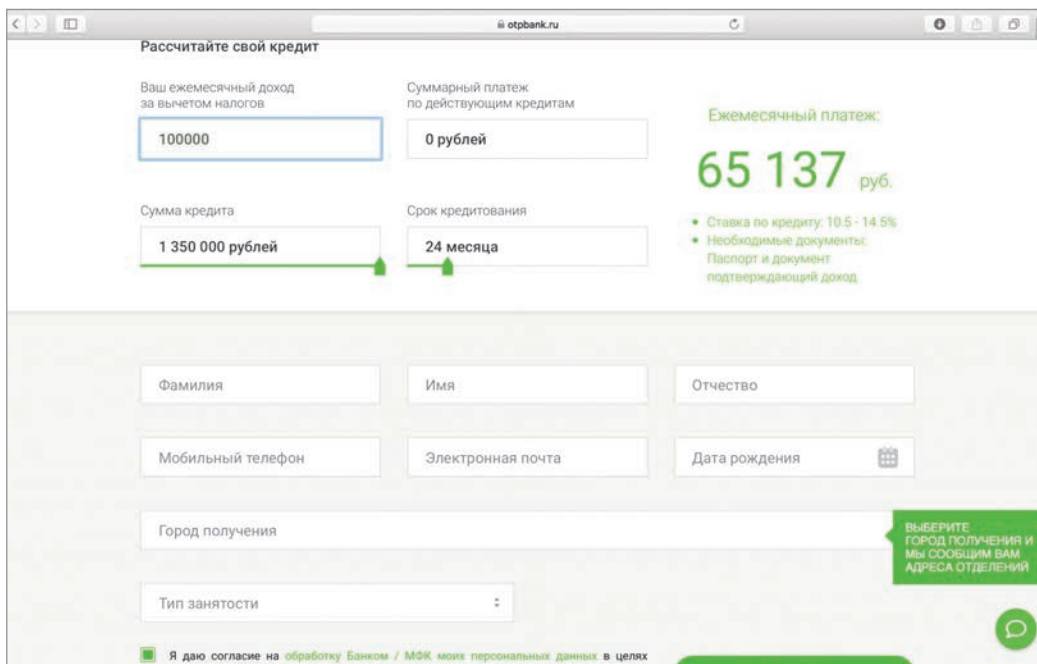 otpbank.ru
Рассчитайте свой кредит
Ваш ежемесячный доход
за вычетом налогов
100000
Суммарный платеж
по действующим кредитам
0 рублей
Сумма кредита
1 350 000 рублей
Срок кредитования
24 месяца
Ежемесячный платеж:
65 137 руб.
Ставка по кредиту: 10.5 - 14.5%
Необходимые документы:
Паспорт и документ
подтверждающий доход
Фамилия
Имя
Отчество
Мобильный телефон
Электронная почта
Дата рождения
Город получения
ВЫБЕРИТЕ
ГОРОД ПОЛУЧЕНИЯ И
МЫ СООБЩИМ ВАМ
АДРЕСА ОТДЕЛЕНИЙ
Тип занятости
Я даю согласие на обработку Банком / МФК моих персональных данных в целях